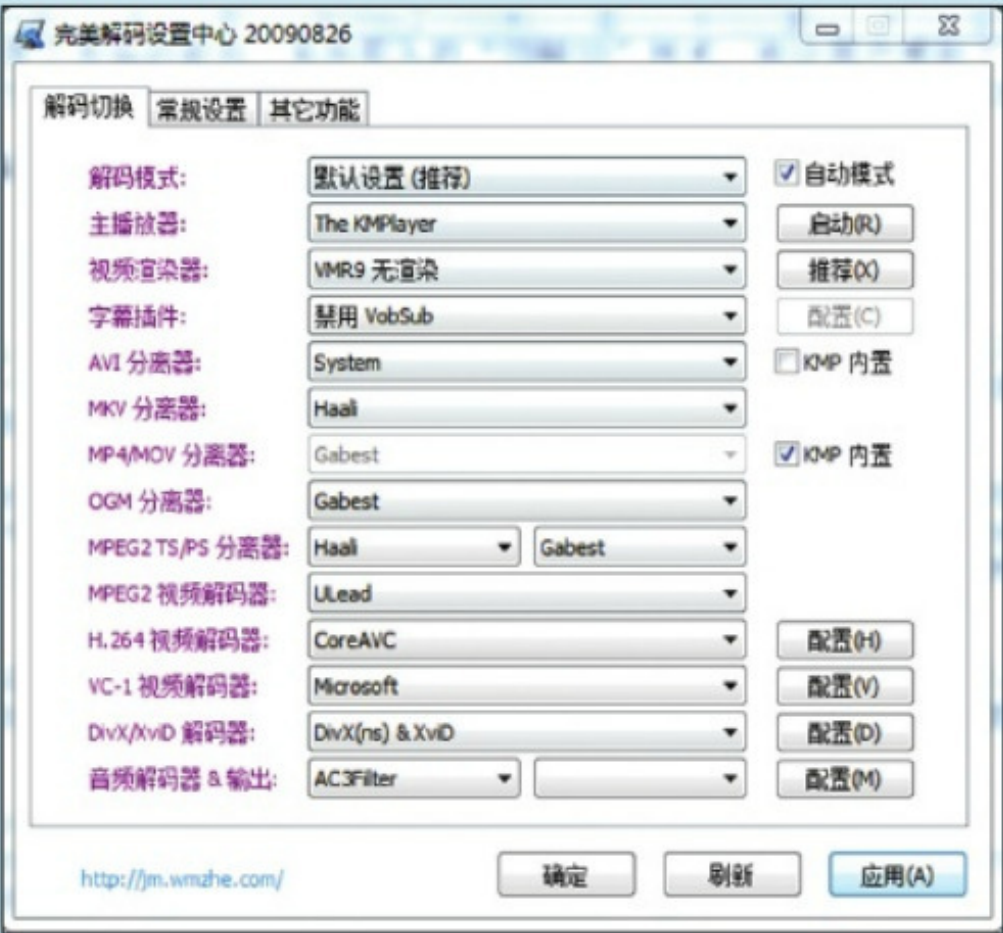 完美解码设置中心 20090826
解码切换 常规设置 其它功能
解码模式: 默认设置 (推荐) 自动模式
主播放器: The KMPlayer 启动(R)
视频渲染器: VMR9 无渲染 推荐(X)
字幕插件: 禁用 VobSub 配置(C)
AVI 分离器: System KMP 内置
MKV 分离器: Haali
MP4/MOV 分离器: Gabest KMP 内置
OGM 分离器: Gabest
MPEG2 TS/PS 分离器: Haali Gabest
MPEG2 视频解码器: ULead
H.264 视频解码器: CoreAVC 配置(H)
VC-1 视频解码器: Microsoft 配置(V)
DivX/XviD 解码器: DivX(ns) & XviD 配置(D)
音频解码器 & 输出: AC3Filter 配置(M)
http://jm.wmzhe.com/ 确定 刷新 应用(A)